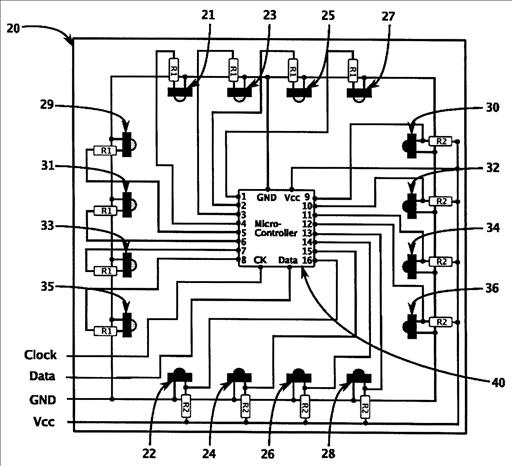 20
21 23 25 27
R1 R1 R1 R1
29 30
R1 R2
31 32
R1 R2
GND Vcc
1 9
2 10
3 11
4 Micro- 12
5 Controller 13
6 14
7 15
8 CK Data 16
33 34
R1
35 36
R1 R2
Clock
Data
GND
Vcc
40
R2 R2 R2 R2
22 24 26 28